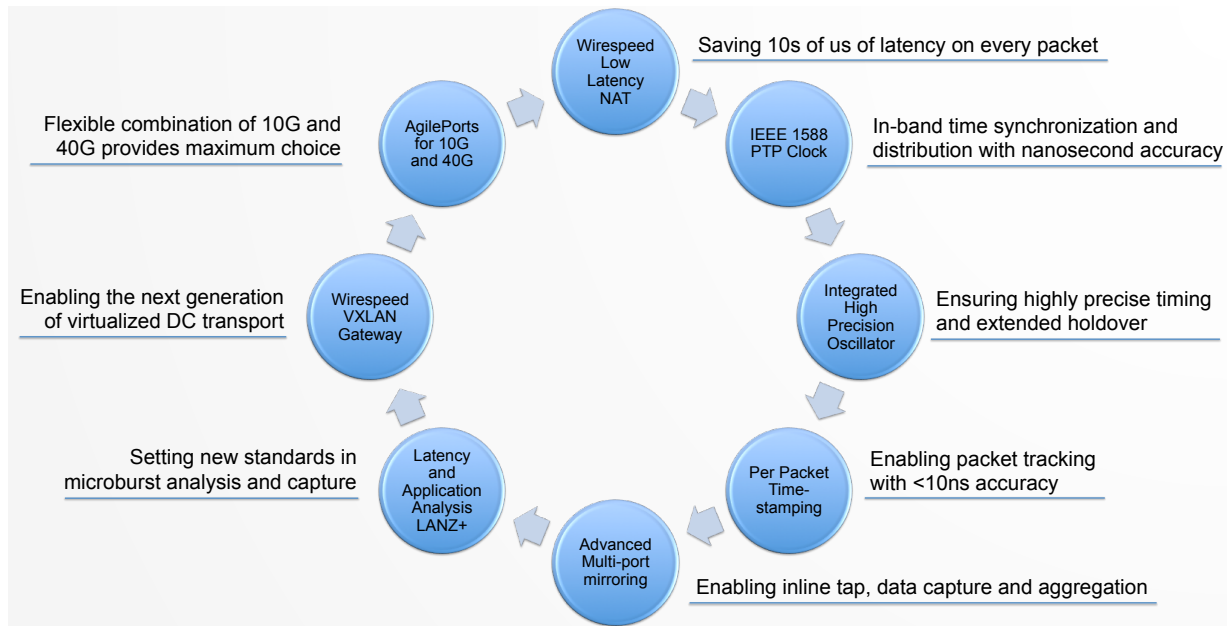 Wirespeed
Low
Latency
NAT
Saving 10s of us of latency on every packet
IEEE 1588
PTP Clock
In-band time synchronization and
distribution with nanosecond accuracy
Integrated
High
Precision
Oscillator
Ensuring highly precise timing
and extended holdover
Per Packet
Time-
stamping
Enabling packet tracking
with <10ns accuracy
Advanced
Multi-port
mirroring
Enabling inline tap, data capture and aggregation
Latency
and
Application
Analysis
LANZ+
Setting new standards in
microburst analysis and capture
Wirespeed
VXLAN
Gateway
Enabling the next generation
of virtualized DC transport
AgilePorts
for 10G
and 40G
Flexible combination of 10G and
40G provides maximum choice